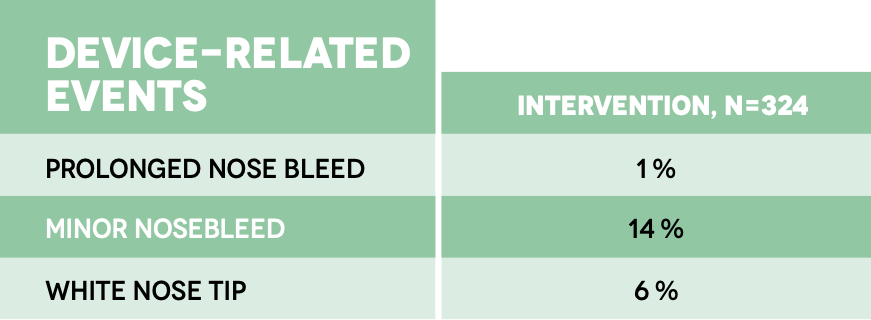 DEVICE-RELATED
EVENTS
INTERVENTION, N=324
PROLONGED NOSE BLEED 1 %
MINOR NOSEBLEED 14 %
WHITE NOSE TIP 6 %